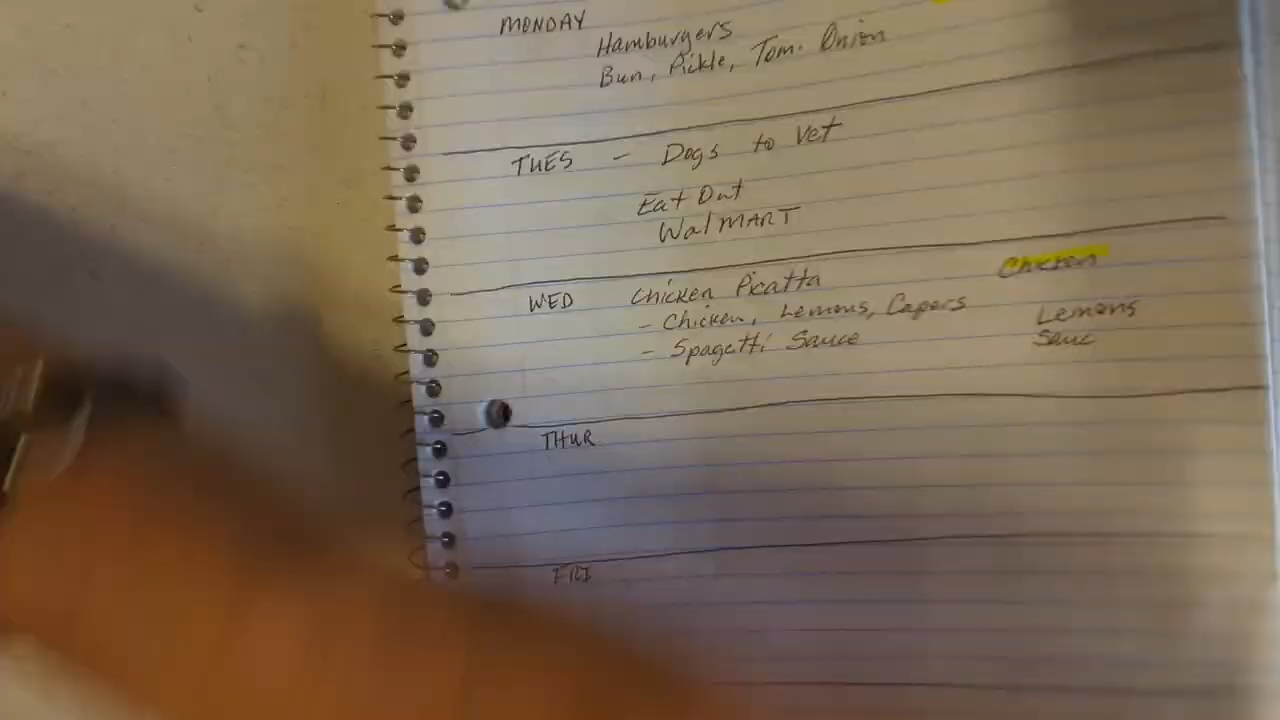 MONDAY
Hamburgers
Bun, Pickle, Tom. Onion
TUES - Dogs to Vet
Eat Out
WalMART
WED Chicken Picatta Chicken
- Chicken, Lemons, Capers Lemons
- Spagetti Sauce Sauc
THUR
FRI